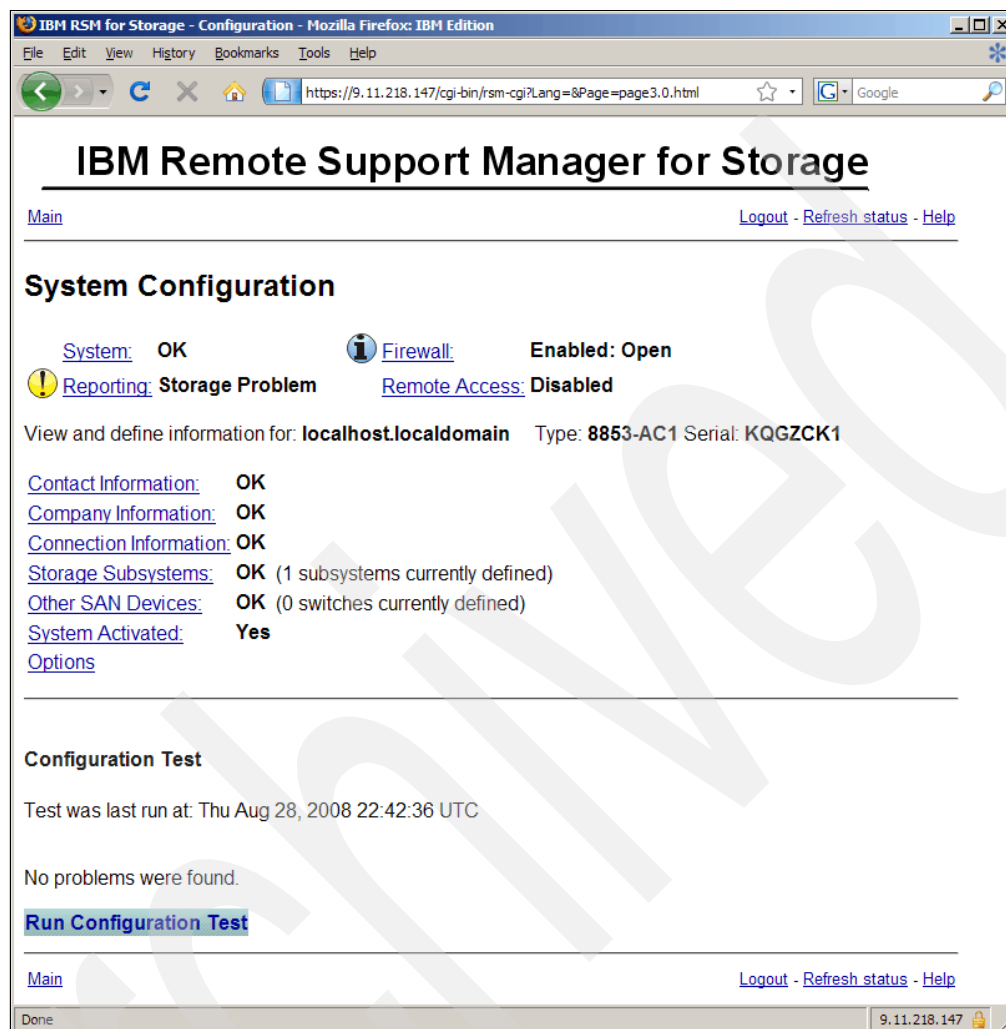 IBM RSM for Storage - Configuration - Mozilla Firefox: IBM Edition
File Edit View History Bookmarks Tools Help
https://9.11.218.147/cgi-bin/rsm-cgi?Lang=&Page=page3.0.html G Google
IBM Remote Support Manager for Storage
Main Logout - Refresh status - Help
System Configuration
System: OK Firewall: Enabled: Open
Reporting: Storage Problem Remote Access: Disabled
View and define information for: localhost.localdomain Type: 8853-AC1 Serial: KQGZCK1
Contact Information: OK
Company Information: OK
Connection Information: OK
Storage Subsystems: OK (1 subsystems currently defined)
Other SAN Devices: OK (0 switches currently defined)
System Activated: Yes
Options
Configuration Test
Test was last run at: Thu Aug 28, 2008 22:42:36 UTC
No problems were found.
Run Configuration Test
Main Logout - Refresh status - Help
Done 9.11.218.147